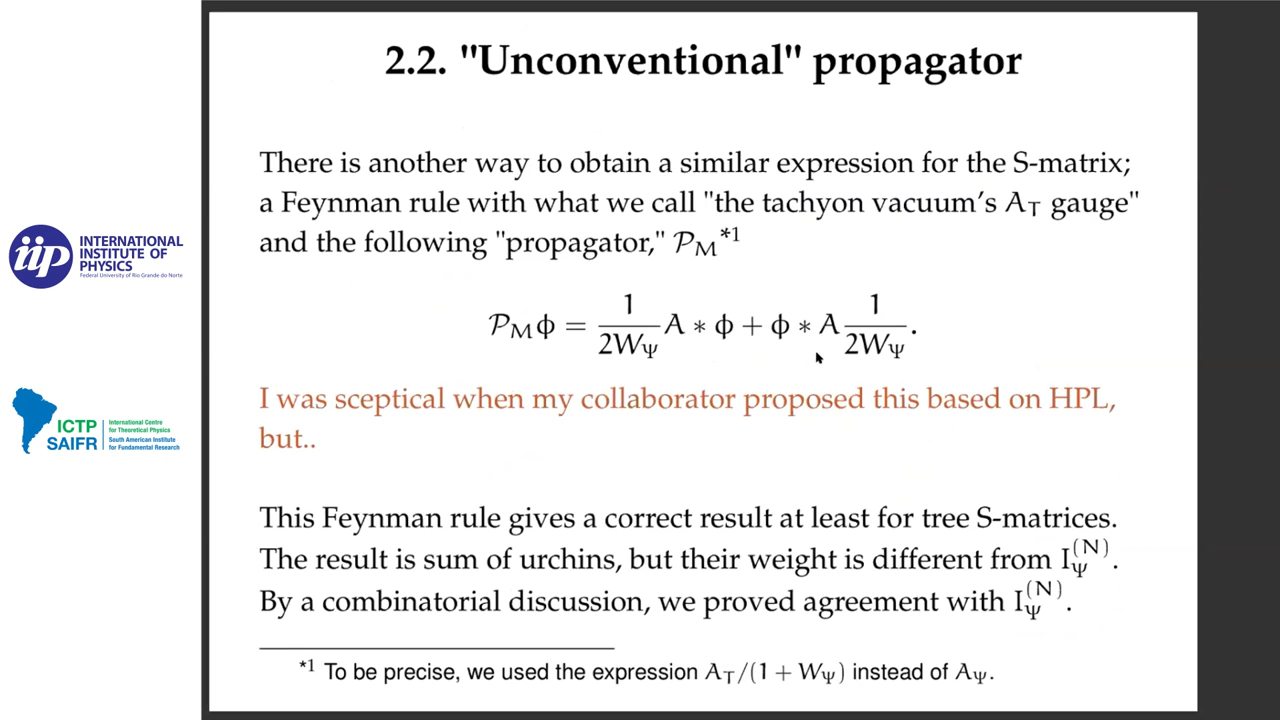 2.2. "Unconventional" propagator
There is another way to obtain a similar expression for the S-matrix;
a Feynman rule with what we call "the tachyon vacuum's A_T gauge"
and the following "propagator," 𝒫_M *1
𝒫_M ϕ = \frac{1}{2W_Ψ} A ∗ ϕ + ϕ ∗ A \frac{1}{2W_Ψ}.
I was sceptical when my collaborator proposed this based on HPL,
but..
This Feynman rule gives a correct result at least for tree S-matrices.
The result is sum of urchins, but their weight is different from I_Ψ^{(N)}.
By a combinatorial discussion, we proved agreement with I_Ψ^{(N)}.
*1 To be precise, we used the expression A_T/(1 + W_Ψ) instead of A_Ψ.
iip
INTERNATIONAL
INSTITUTE OF
PHYSICS
Federal University of Rio Grande do Norte
ICTP
SAIFR
International Centre
for Theoretical Physics
South American Institute
for Fundamental Research